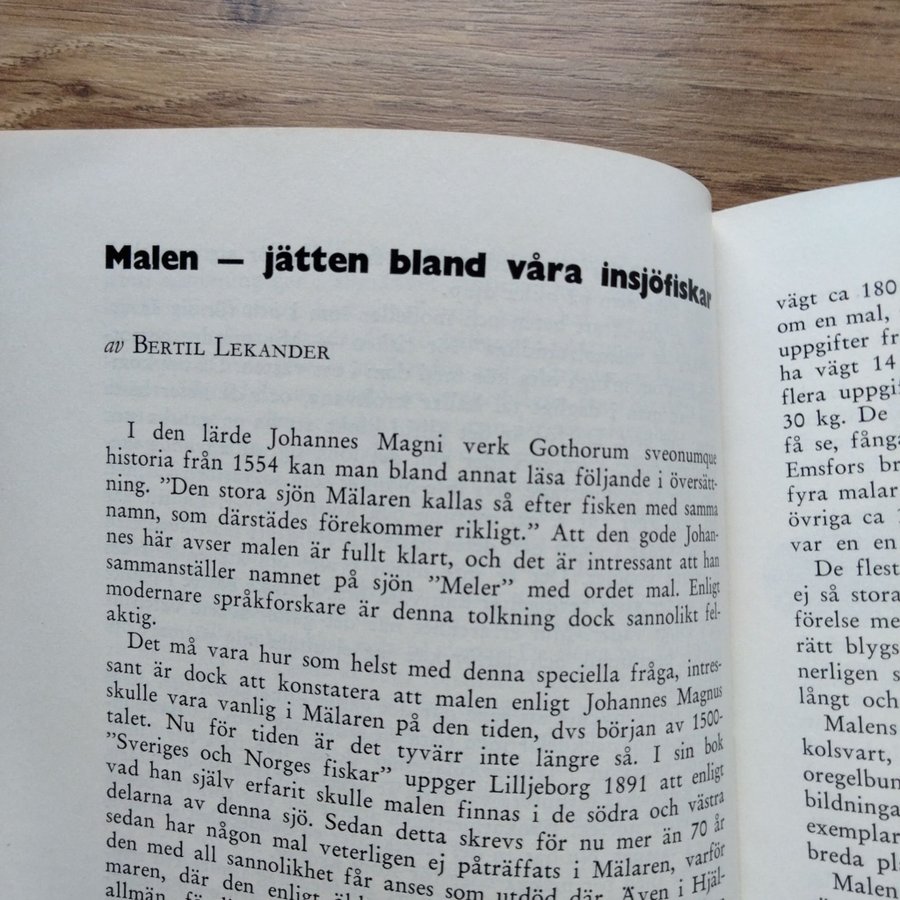 Malen — jätten bland våra insjöfiskar
av BERTIL LEKANDER
I den lärde Johannes Magni verk Gothorum sveonumque
historia från 1554 kan man bland annat läsa följande i översätt-
ning. ”Den stora sjön Mälaren kallas så efter fisken med samma
namn, som därstädes förekommer rikligt.” Att den gode Johan-
nes här avser malen är fullt klart, och det är intressant att han
sammanställer namnet på sjön ”Meler” med ordet mal. Enligt
modernare språkforskare är denna tolkning dock sannolikt fel-
aktig.
Det må vara hur som helst med denna speciella fråga, intres-
sant är dock att konstatera att malen enligt Johannes Magnus
skulle vara vanlig i Mälaren på den tiden, dvs början av 1500-
talet. Nu för tiden är det tyvärr inte längre så. I sin bok
”Sveriges och Norges fiskar” uppger Lilljeborg 1891 att enligt
vad han själv erfarit skulle malen finnas i de södra och västra
delarna av denna sjö. Sedan detta skrevs för nu mer än 70 år
sedan har någon mal veterligen ej påträffats i Mälaren, varför
den med all sannolikhet får anses som utdöd där. Även i Hjäl-
maren, där den enligt
allmän
vägt ca 180
om en mal,
uppgifter fr
ha vägt 14
flera uppgif
30 kg. De
få se, fånga
Emsfors br
fyra malar
övriga ca
var en en
De flest
ej så stora
förelse me
rätt blygs
nerligen s
långt och
Malens
kolsvart,
oregelbun
bildninga
exemplar
breda pl
Malen